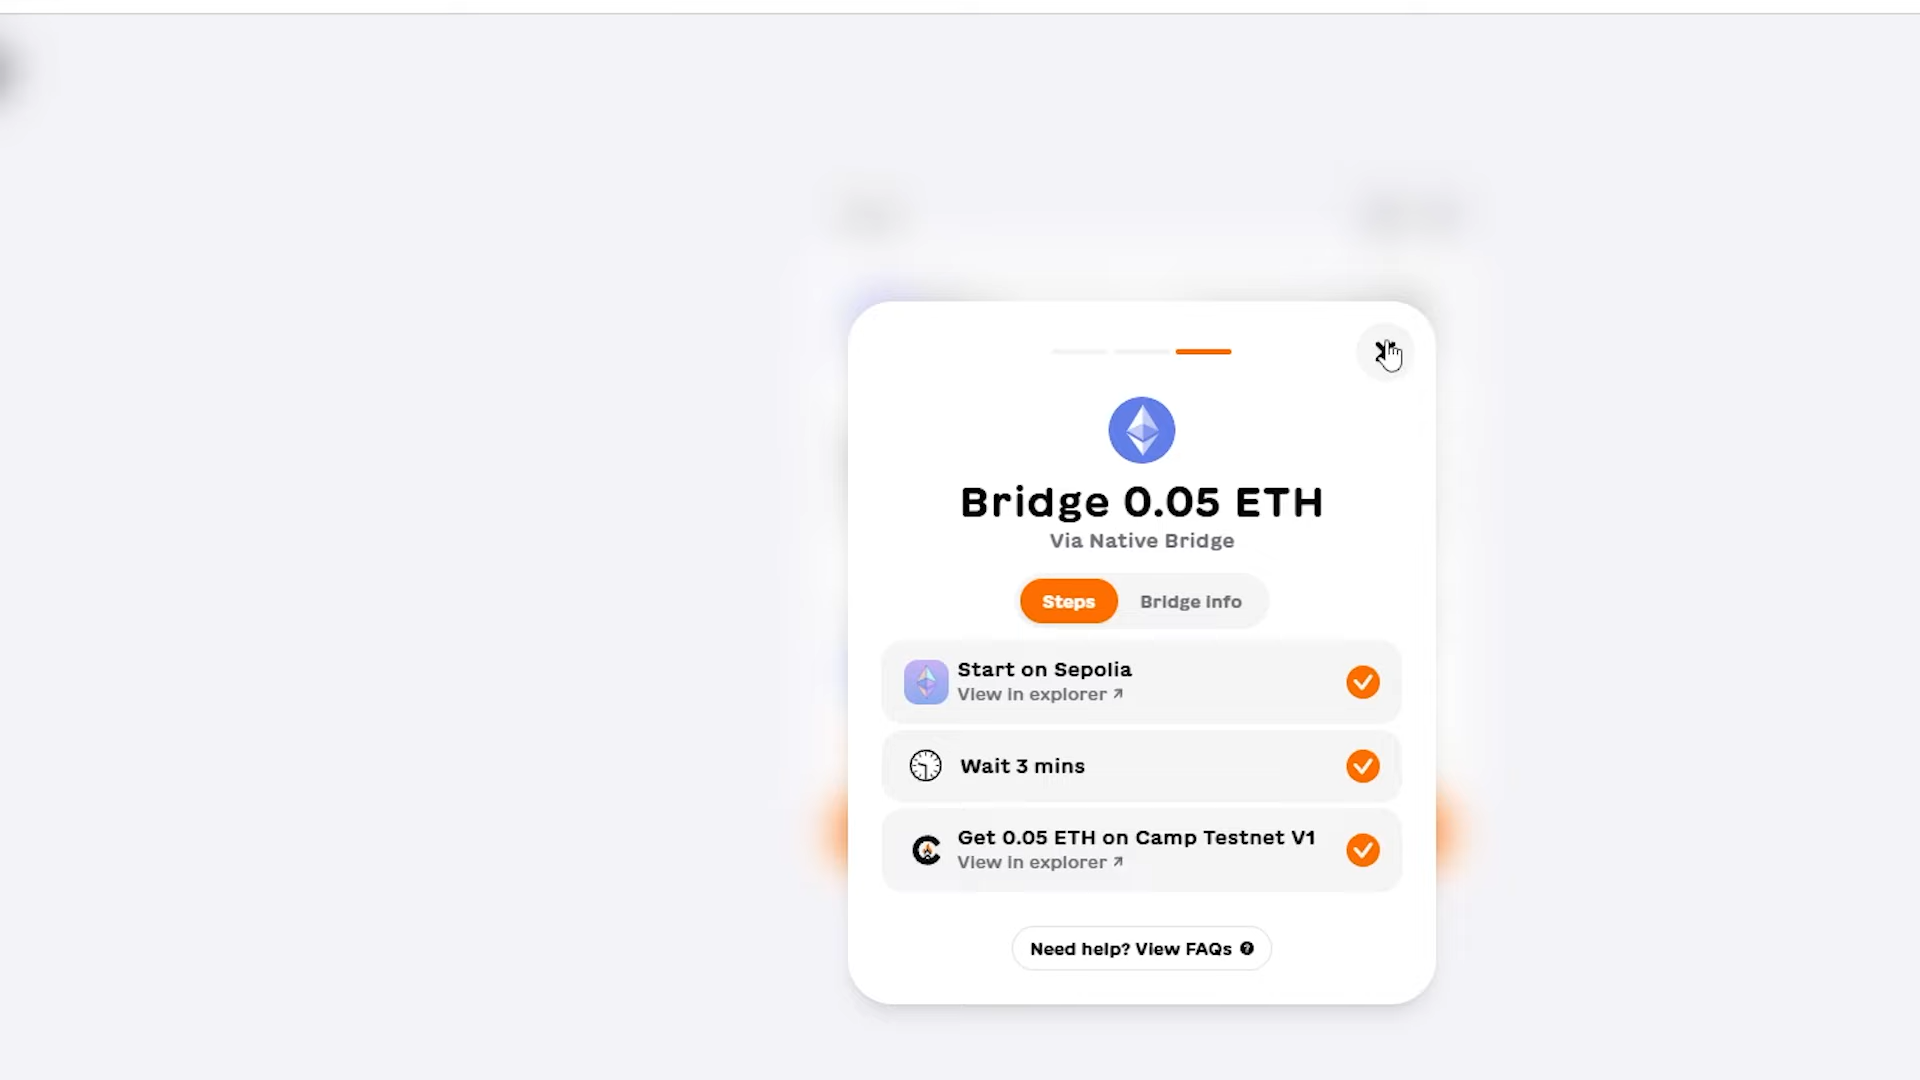 Bridge 0.05 ETH
Via Native Bridge
Steps
Bridge info
Start on Sepolia
View in explorer ↗
Wait 3 mins
Get 0.05 ETH on Camp Testnet V1
View in explorer ↗
Need help? View FAQs ?